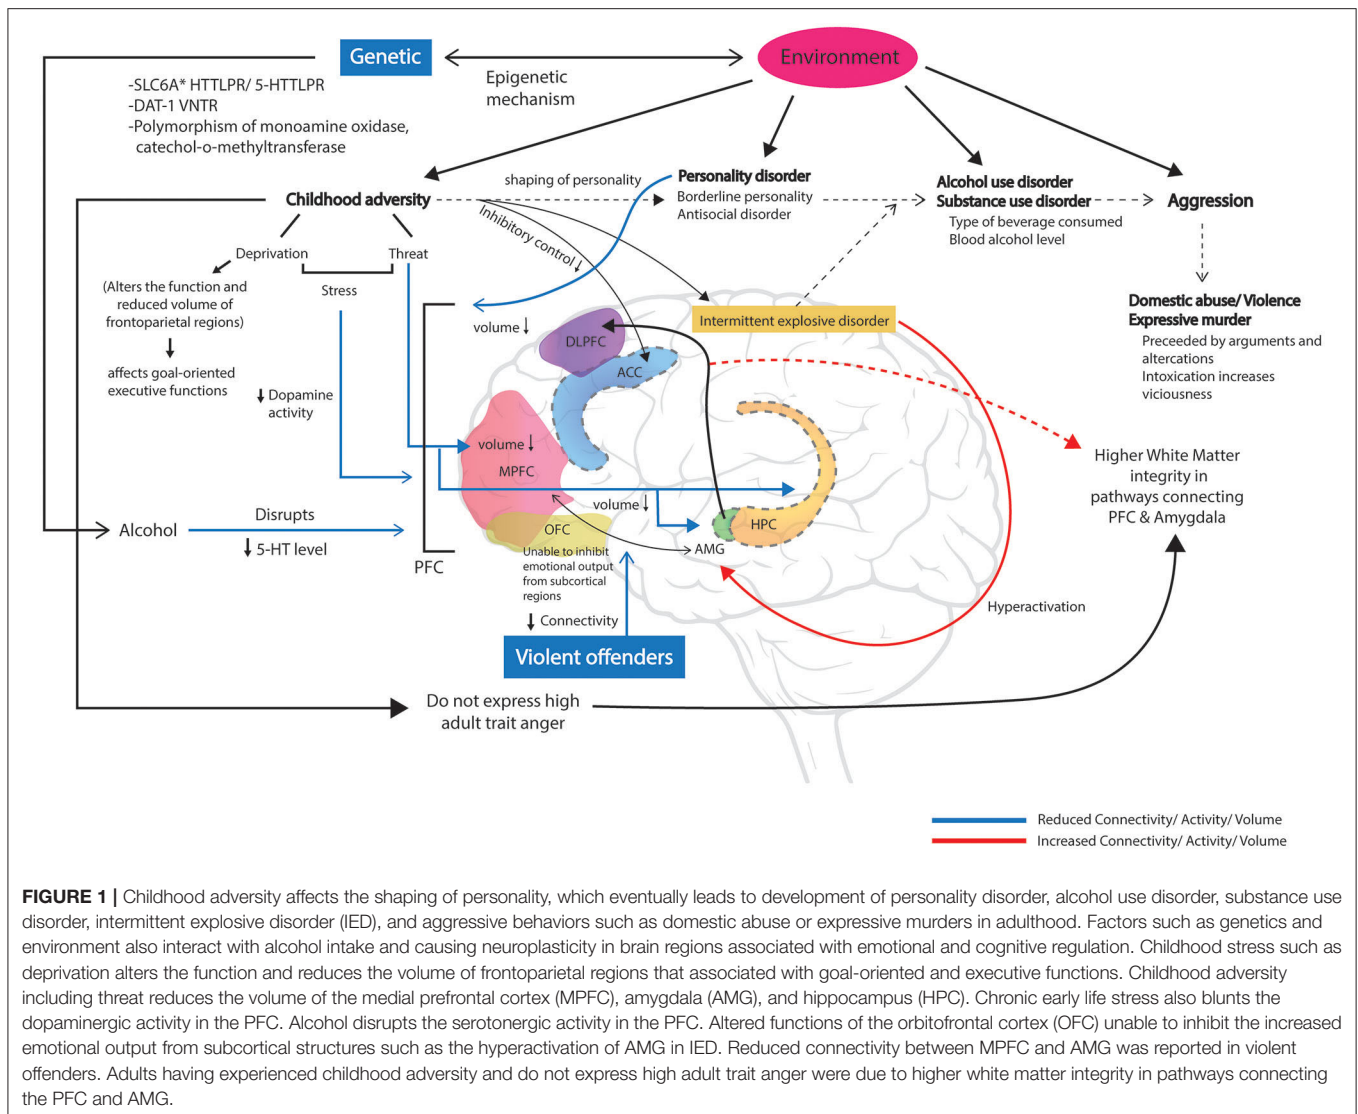 Genetic
Environment
Epigenetic
mechanism
-SLC6A* HTTLPR/ 5-HTTLPR
-DAT-1 VNTR
-Polymorphism of monoamine oxidase,
catechol-o-methyltransferase
Childhood adversity
shaping of personality
Inhibitory control ↓
Personality disorder
Borderline personality
Antisocial disorder
Alcohol use disorder
Substance use disorder
Type of beverage consumed
Blood alcohol level
Aggression
Deprivation
Threat
Stress
(Alters the function and
reduced volume of
frontoparietal regions)
affects goal-oriented
executive functions
↓ Dopamine
activity
volume ↓
DLPFC
ACC
Intermittent explosive disorder
Domestic abuse/ Violence
Expressive murder
Preceeded by arguments and
altercations
Intoxication increases
viciousness
volume ↓
MPFC
volume ↓
OFC
Unable to inhibit
emotional output
from subcortical
regions
AMG
HPC
Higher White Matter
integrity in
pathways connecting
PFC & Amygdala
Alcohol
Disrupts
↓ 5-HT level
PFC
↓ Connectivity
Violent offenders
Hyperactivation
Do not express high
adult trait anger
Reduced Connectivity/ Activity/ Volume
Increased Connectivity/ Activity/ Volume
FIGURE 1 | Childhood adversity affects the shaping of personality, which eventually leads to development of personality disorder, alcohol use disorder, substance use
disorder, intermittent explosive disorder (IED), and aggressive behaviors such as domestic abuse or expressive murders in adulthood. Factors such as genetics and
environment also interact with alcohol intake and causing neuroplasticity in brain regions associated with emotional and cognitive regulation. Childhood stress such as
deprivation alters the function and reduces the volume of frontoparietal regions that associated with goal-oriented and executive functions. Childhood adversity
including threat reduces the volume of the medial prefrontal cortex (MPFC), amygdala (AMG), and hippocampus (HPC). Chronic early life stress also blunts the
dopaminergic activity in the PFC. Alcohol disrupts the serotonergic activity in the PFC. Altered functions of the orbitofrontal cortex (OFC) unable to inhibit the increased
emotional output from subcortical structures such as the hyperactivation of AMG in IED. Reduced connectivity between MPFC and AMG was reported in violent
offenders. Adults having experienced childhood adversity and do not express high adult trait anger were due to higher white matter integrity in pathways connecting
the PFC and AMG.